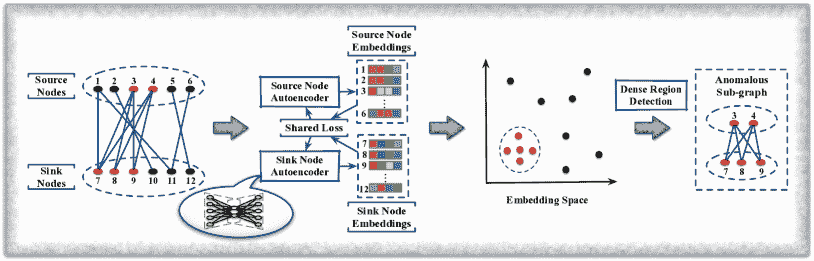 Source Node
Embeddings
Source
Nodes
1 2 3 4 5 6
Sink
Nodes
7 8 9 10 11 12
Source Node
Autoencoder
Shared Loss
Sink Node
Autoencoder
1
2
3
6
7
8
9
12
Sink Node
Embeddings
Embedding Space
Dense Region
Detection
Anomalous
Sub-graph
3 4
7 8 9